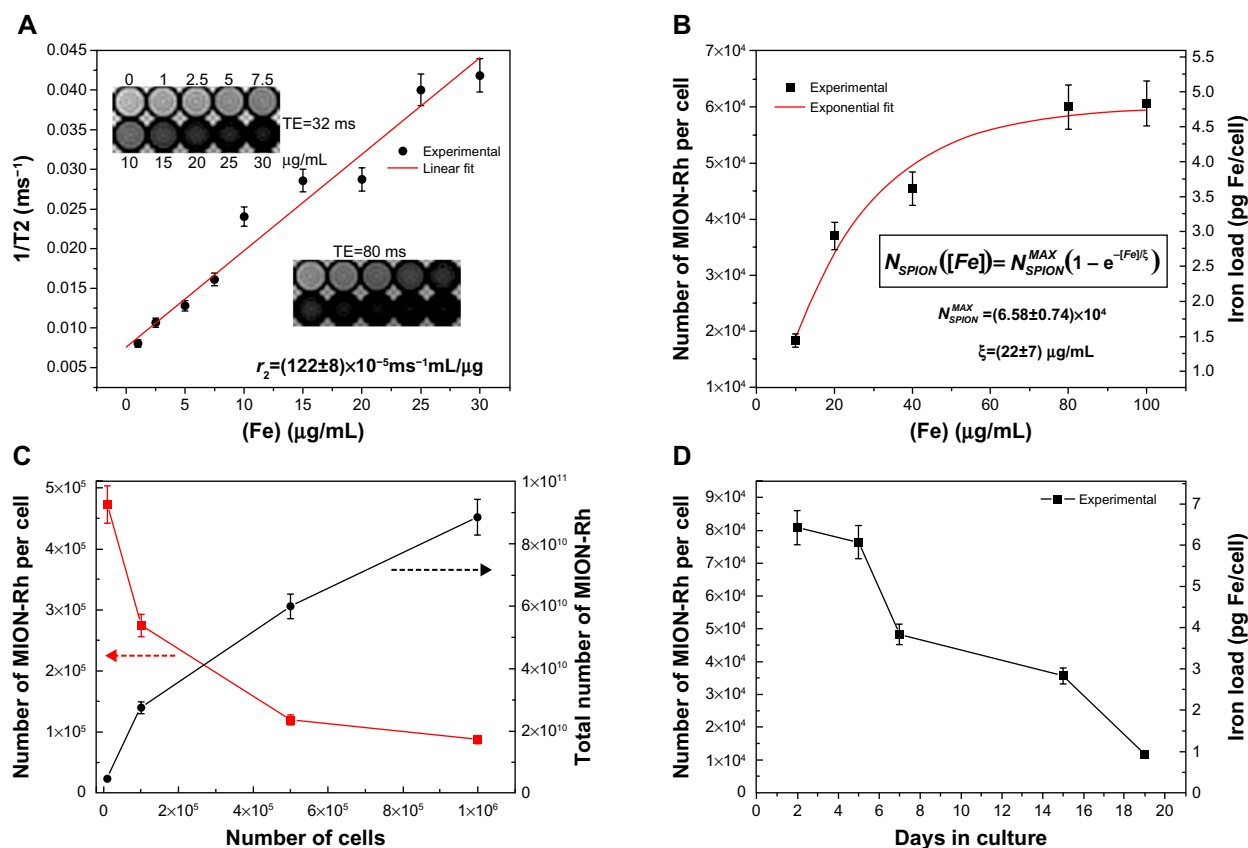 A
0.045
0.040
0.035
0.030
0.025
0.020
0.015
0.010
0.005
1/T2 (ms⁻¹)
0 1 2.5 5 7.5
TE=32 ms
10 15 20 25 30 μg/mL
Experimental
Linear fit
TE=80 ms
r₂=(122±8)×10⁻⁵ms⁻¹mL/μg
0 5 10 15 20 25 30
(Fe) (μg/mL)
B
7×10⁴
6×10⁴
5×10⁴
4×10⁴
3×10⁴
2×10⁴
1×10⁴
Number of MION-Rh per cell
Experimental
Exponential fit
N_SPION([Fe])= N_SPION^MAX(1 – e^–[Fe]/ξ)
N_SPION^MAX =(6.58±0.74)×10⁴
ξ=(22±7) μg/mL
5.5
5.0
4.5
4.0
3.5
3.0
2.5
5.0
1.5
1.0
Iron load (pg Fe/cell)
0 20 40 60 80 100
(Fe) (μg/mL)
C
5×10⁵
4×10⁵
3×10⁵
2×10⁵
1×10⁵
0
Number of MION-Rh per cell
1×10¹¹
8×10¹⁰
6×10¹⁰
4×10¹⁰
2×10¹⁰
0
Total number of MION-Rh
0 2×10⁵ 4×10⁵ 6×10⁵ 8×10⁵ 1×10⁶
Number of cells
D
9×10⁴
8×10⁴
7×10⁴
6×10⁴
5×10⁴
4×10⁴
3×10⁴
2×10⁴
1×10⁴
0
Number of MION-Rh per cell
Experimental
7
6
5
4
3
2
1
0
Iron load (pg Fe/cell)
0 2 4 6 8 10 12 14 16 18 20
Days in culture